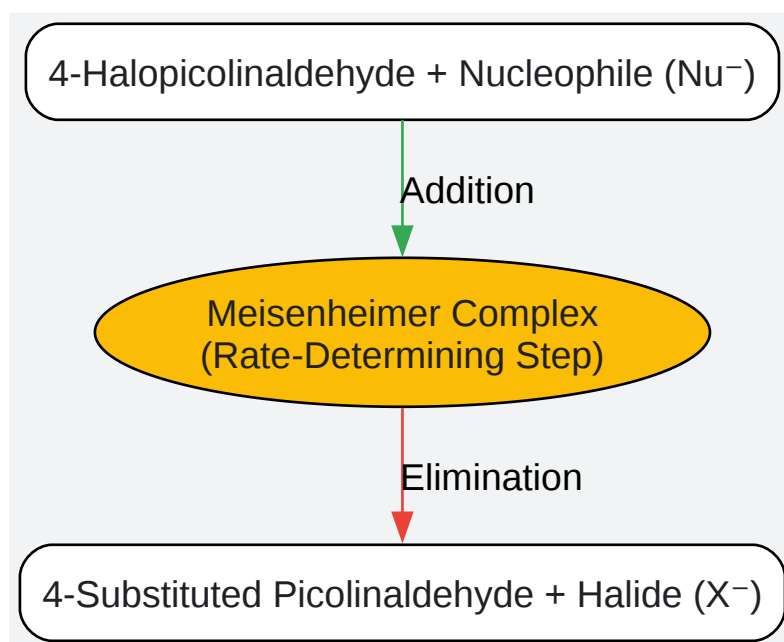 4-Halopicolinaldehyde + Nucleophile (Nu⁻)
Addition
Meisenheimer Complex
(Rate-Determining Step)
Elimination
4-Substituted Picolinaldehyde + Halide (X⁻)